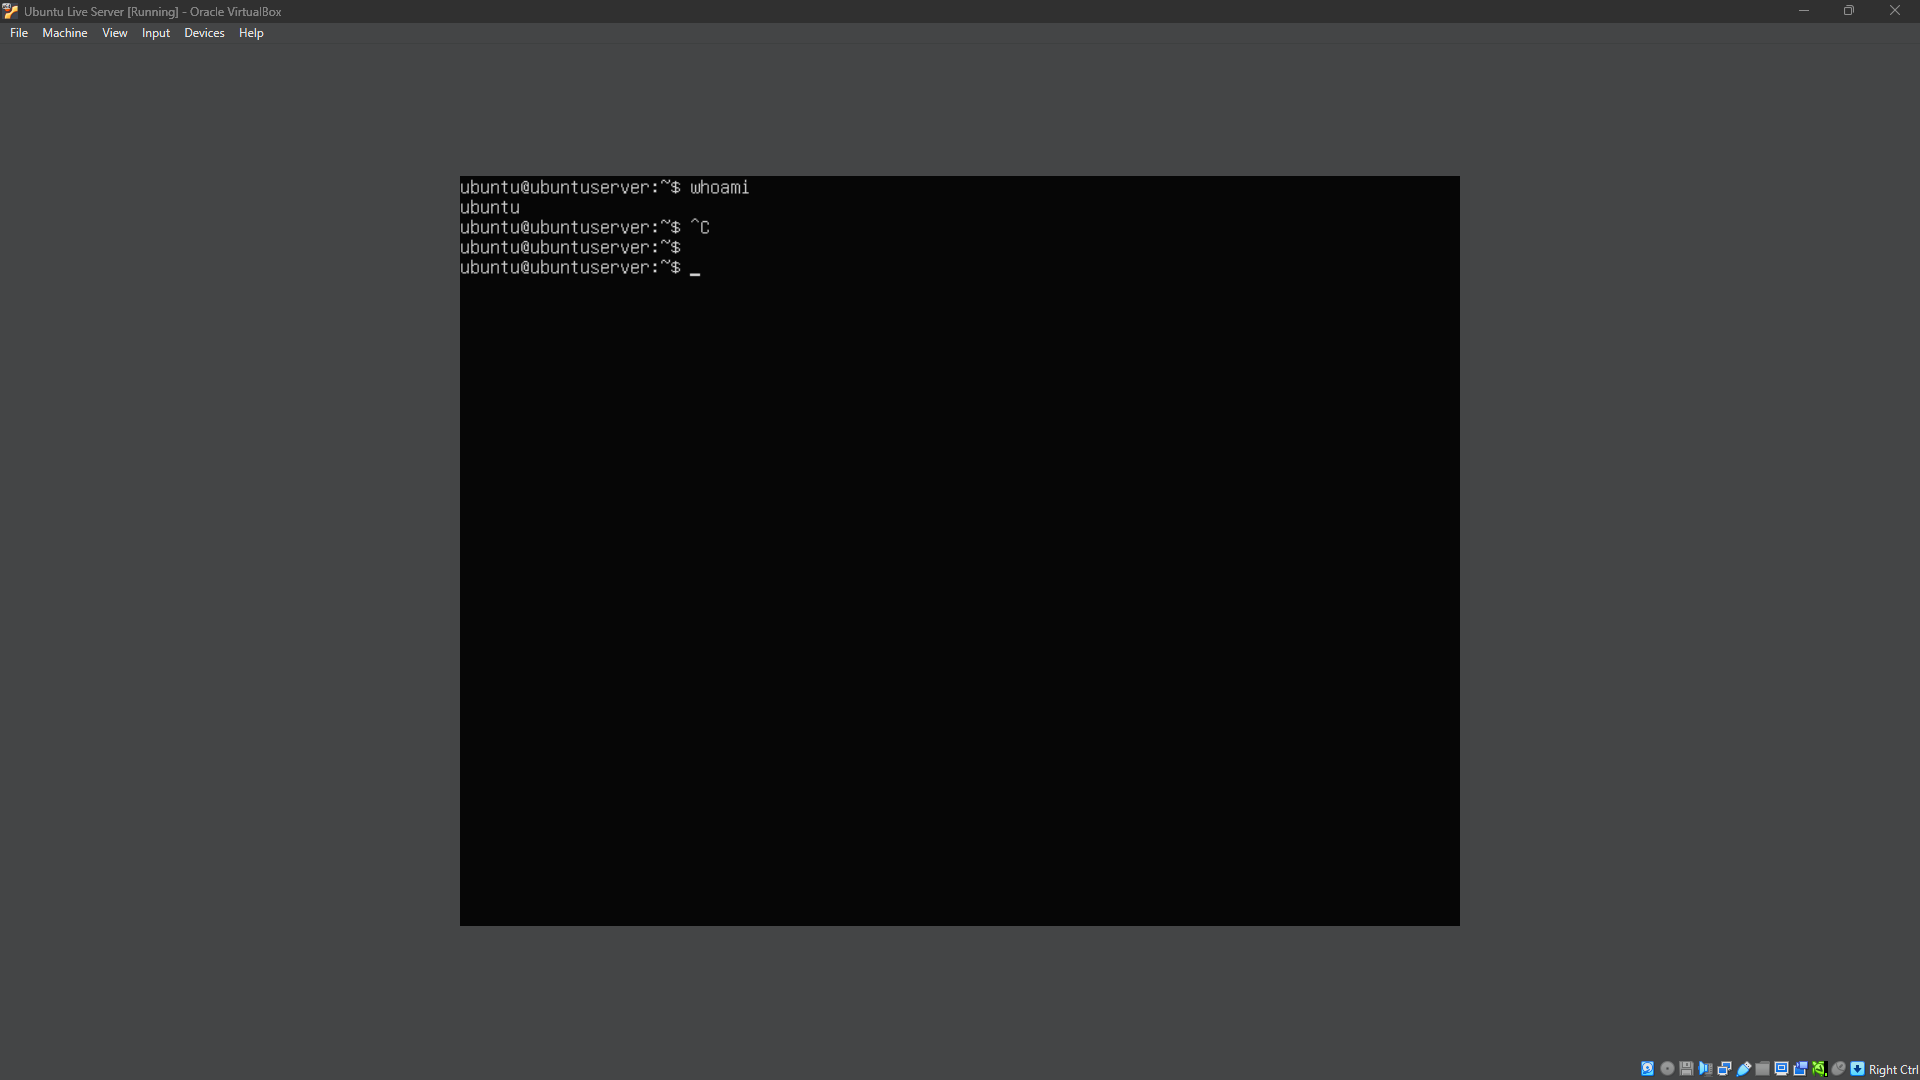 Ubuntu Live Server [Running] - Oracle VirtualBox
File Machine View Input Devices Help
ubuntu@ubuntuserver:~$ whoami
ubuntu
ubuntu@ubuntuserver:~$ ^C
ubuntu@ubuntuserver:~$
ubuntu@ubuntuserver:~$ _
Right Ctrl